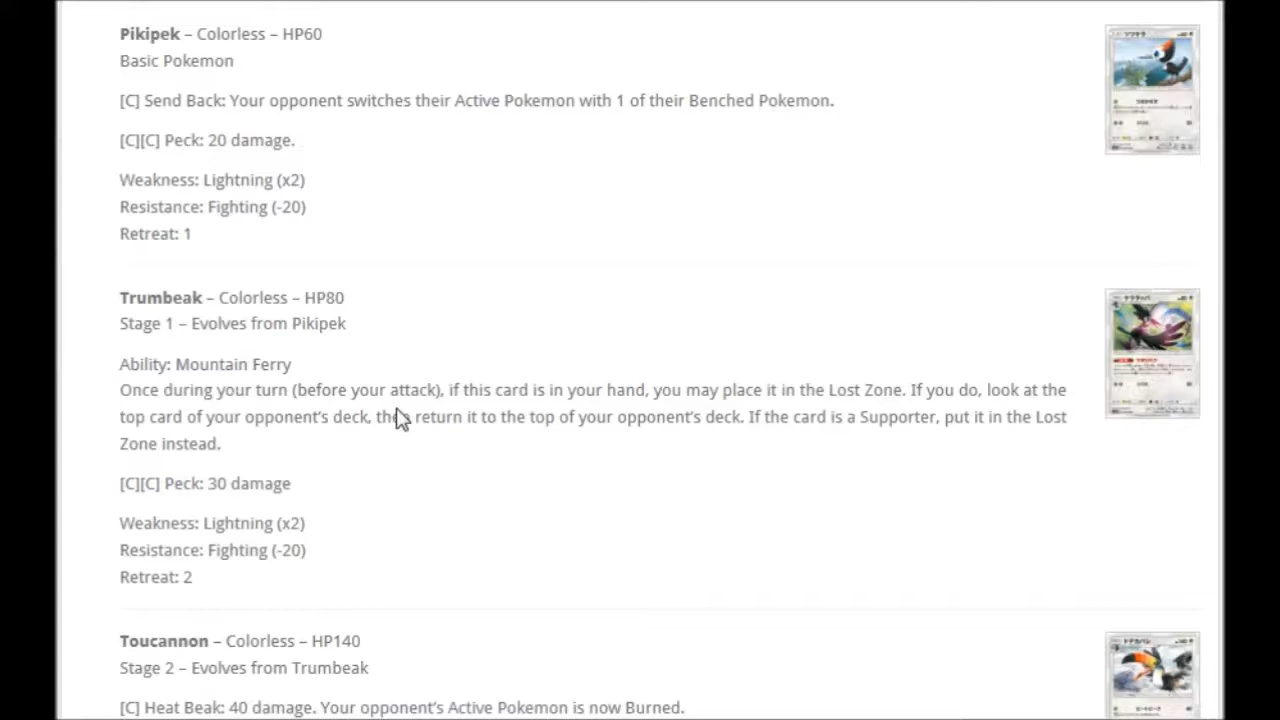 Pikipek – Colorless – HP60
Basic Pokemon
[C] Send Back: Your opponent switches their Active Pokemon with 1 of their Benched Pokemon.
[C][C] Peck: 20 damage.
Weakness: Lightning (x2)
Resistance: Fighting (-20)
Retreat: 1
Trumbeak – Colorless – HP80
Stage 1 – Evolves from Pikipek
Ability: Mountain Ferry
Once during your turn (before your attack), if this card is in your hand, you may place it in the Lost Zone. If you do, look at the
top card of your opponent's deck, then return it to the top of your opponent's deck. If the card is a Supporter, put it in the Lost
Zone instead.
[C][C] Peck: 30 damage
Weakness: Lightning (x2)
Resistance: Fighting (-20)
Retreat: 2
Toucannon – Colorless – HP140
Stage 2 – Evolves from Trumbeak
[C] Heat Beak: 40 damage. Your opponent's Active Pokemon is now Burned.